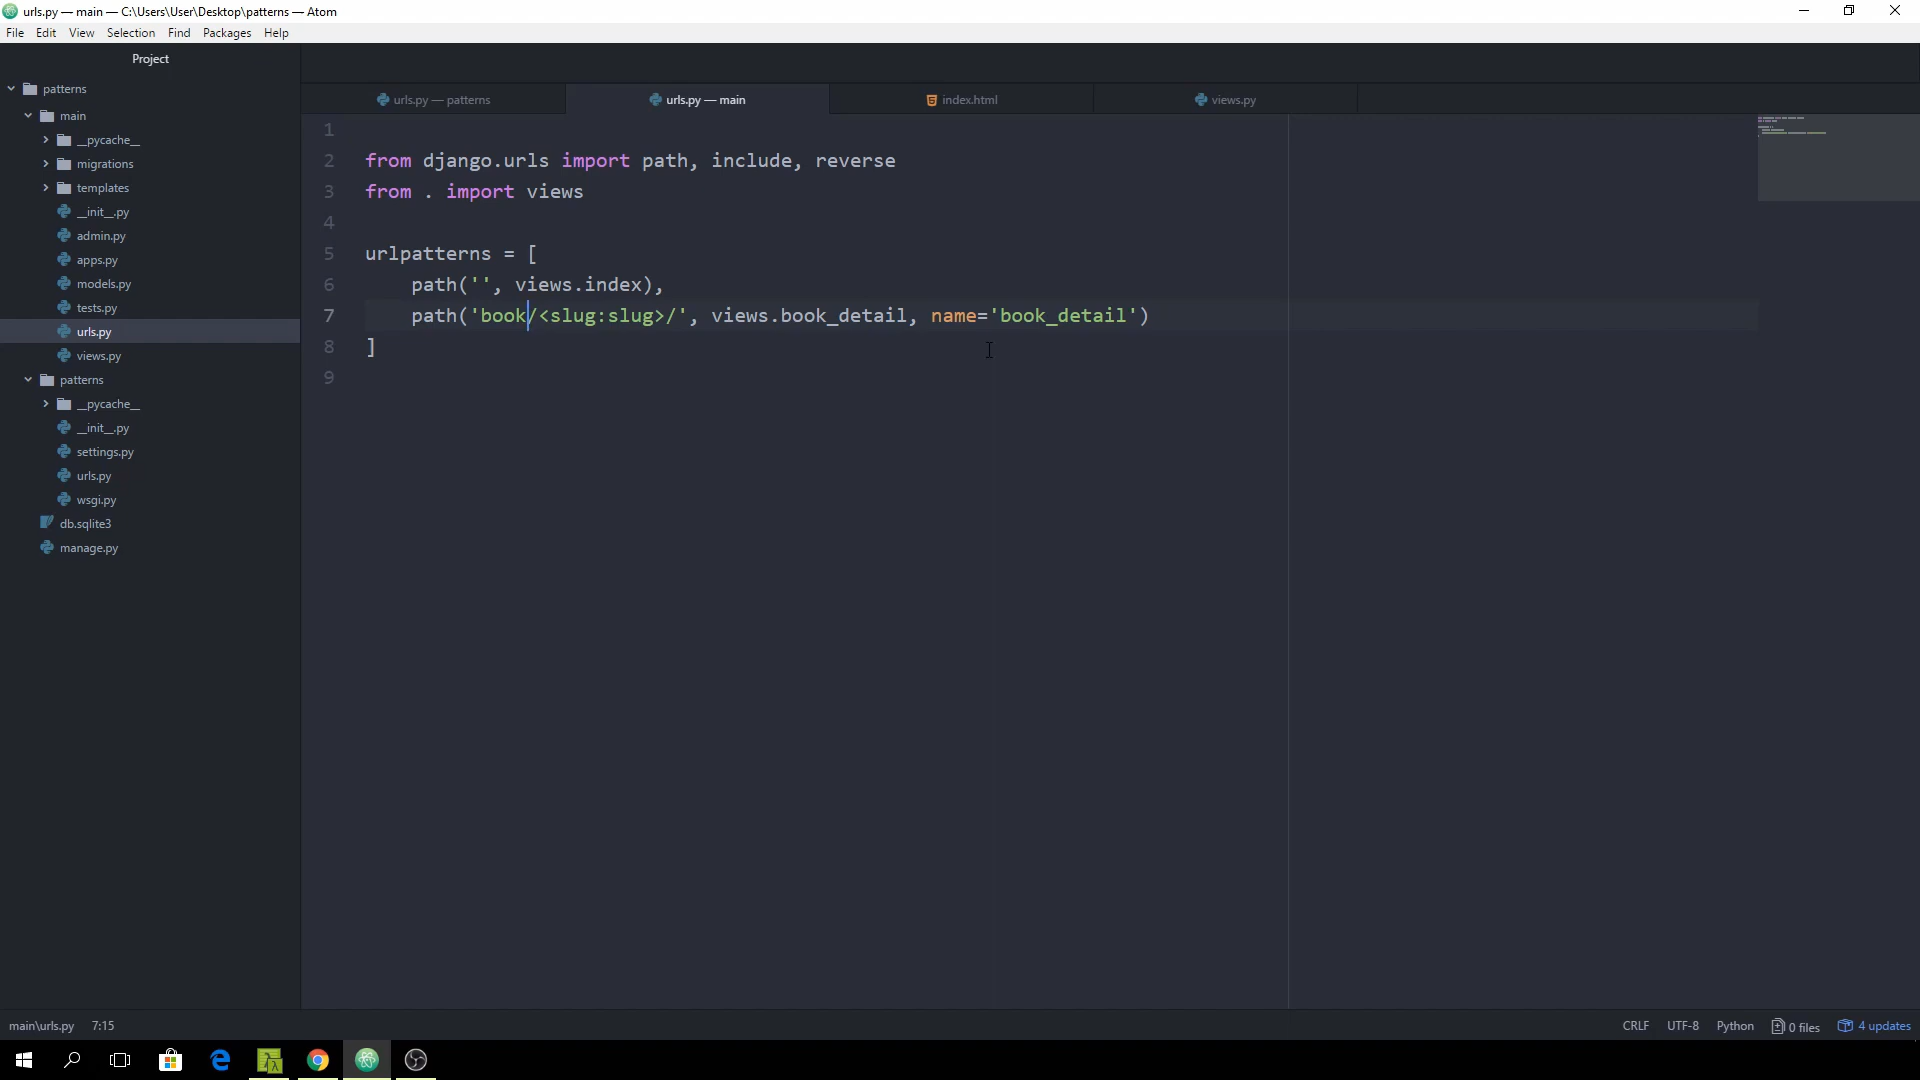 urls.py — main — C:\Users\User\Desktop\patterns — Atom
File Edit View Selection Find Packages Help
Project
patterns
main
__pycache__
migrations
templates
__init__.py
admin.py
apps.py
models.py
tests.py
urls.py
views.py
patterns
__pycache__
__init__.py
settings.py
urls.py
wsgi.py
db.sqlite3
manage.py
urls.py — patterns
urls.py — main
index.html
views.py
1
2 from django.urls import path, include, reverse
3 from . import views
4
5 urlpatterns = [
6 path('', views.index),
7 path('book/<slug:slug>/', views.book_detail, name='book_detail')
8 ]
9
main\urls.py 7:15
CRLF UTF-8 Python 0 files 4 updates